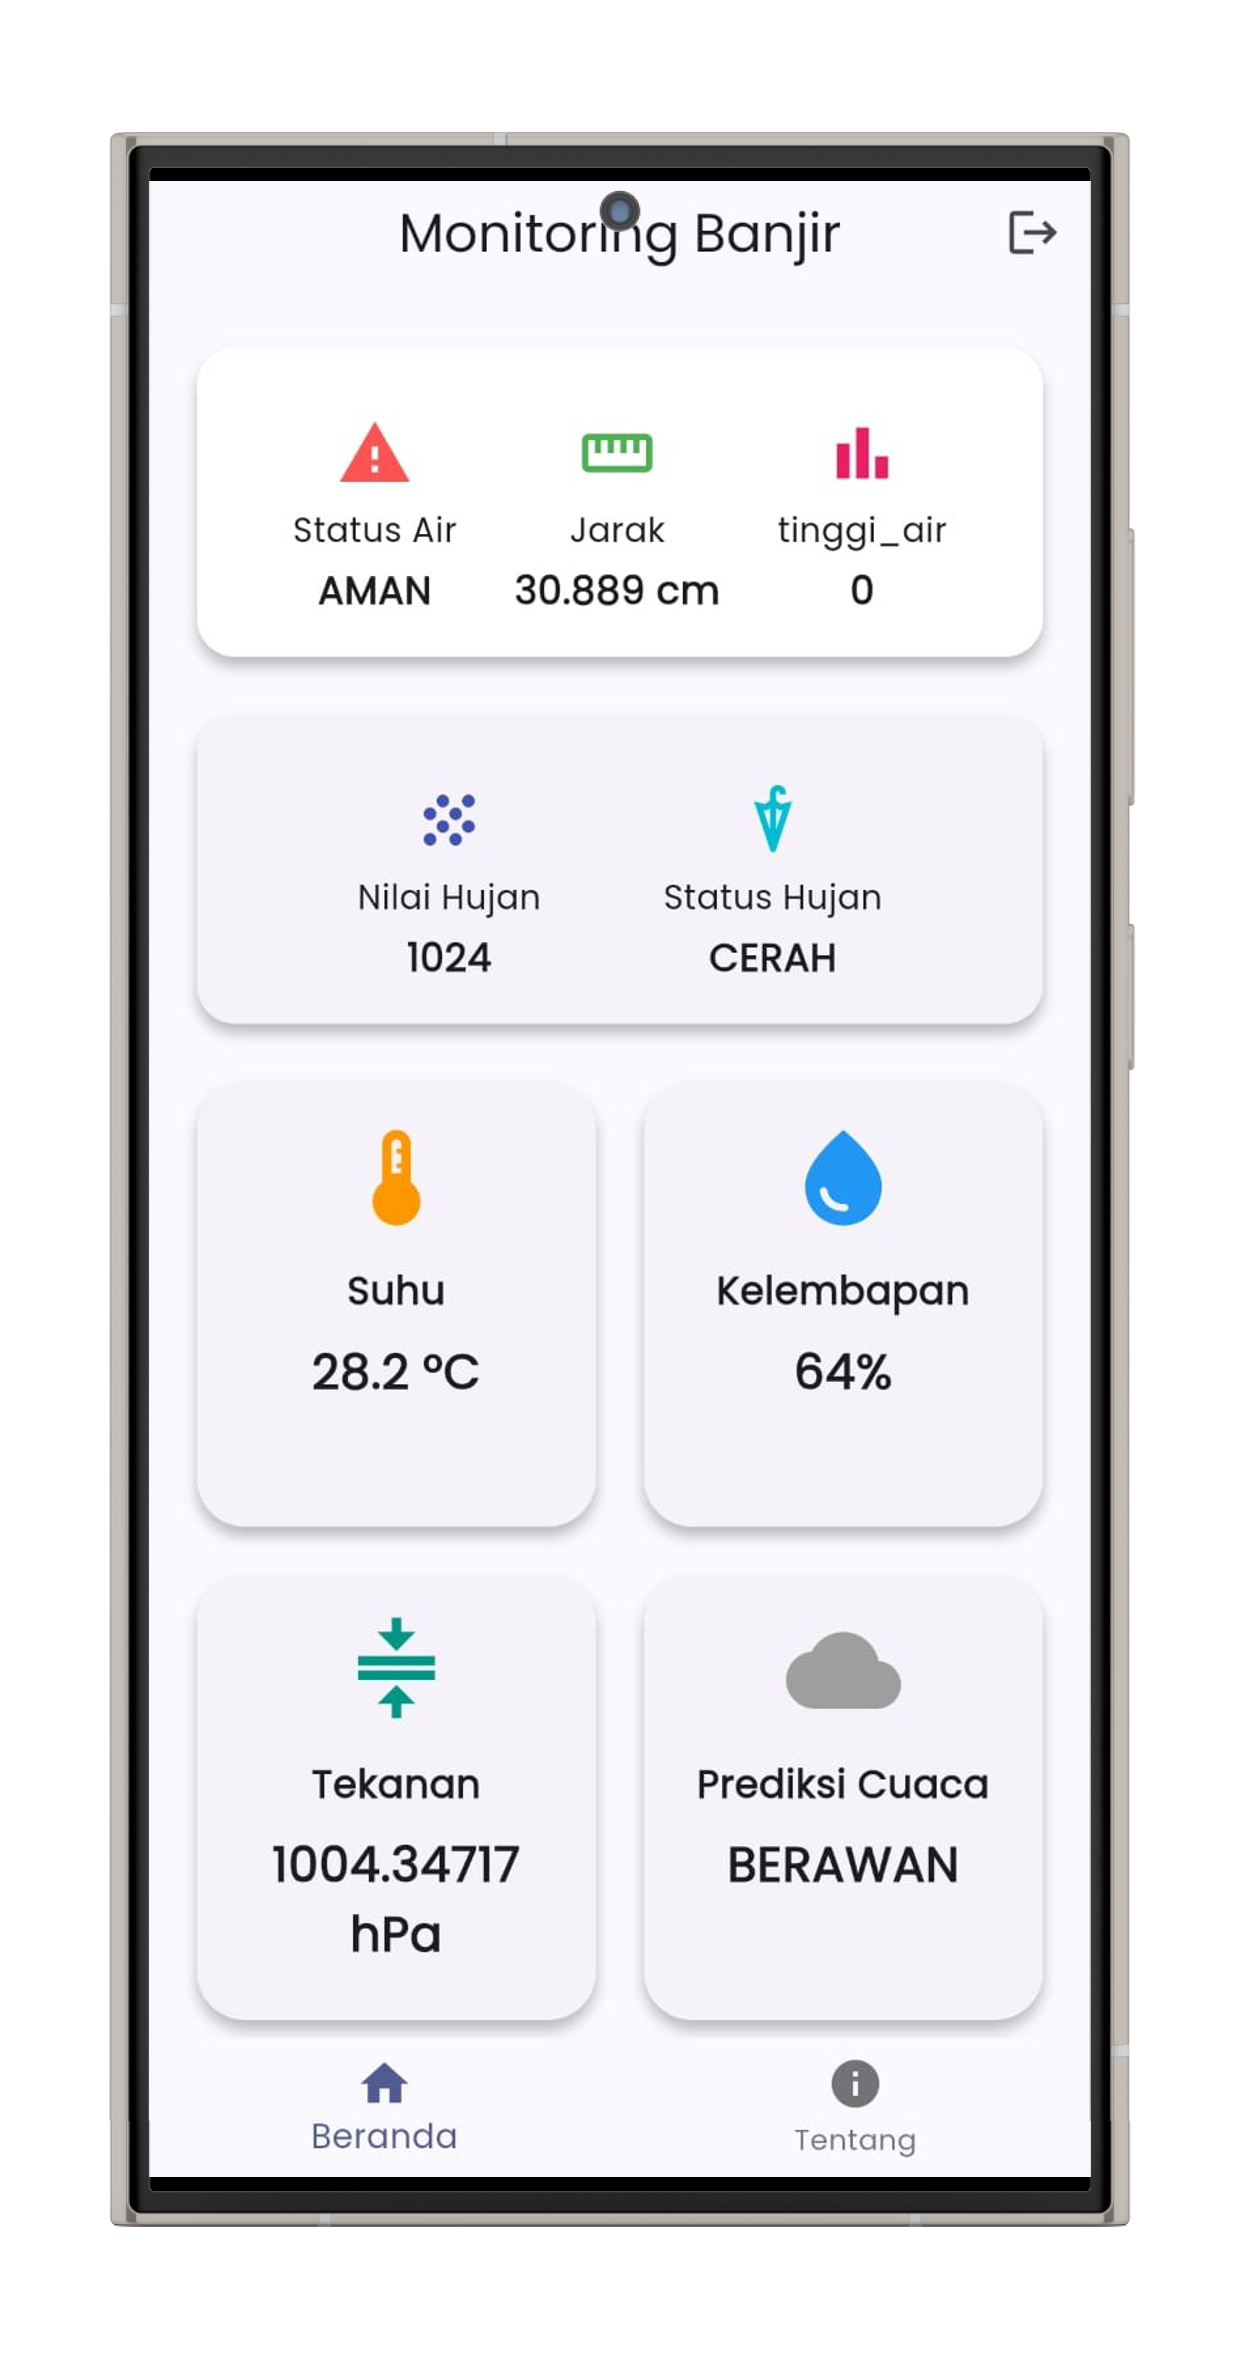 Monitoring Banjir
Status Air
AMAN
Jarak
30.889 cm
tinggi_air
0
Nilai Hujan
1024
Status Hujan
CERAH
Suhu
28.2 °C
Kelembapan
64%
Tekanan
1004.34717
hPa
Prediksi Cuaca
BERAWAN
Beranda
Tentang